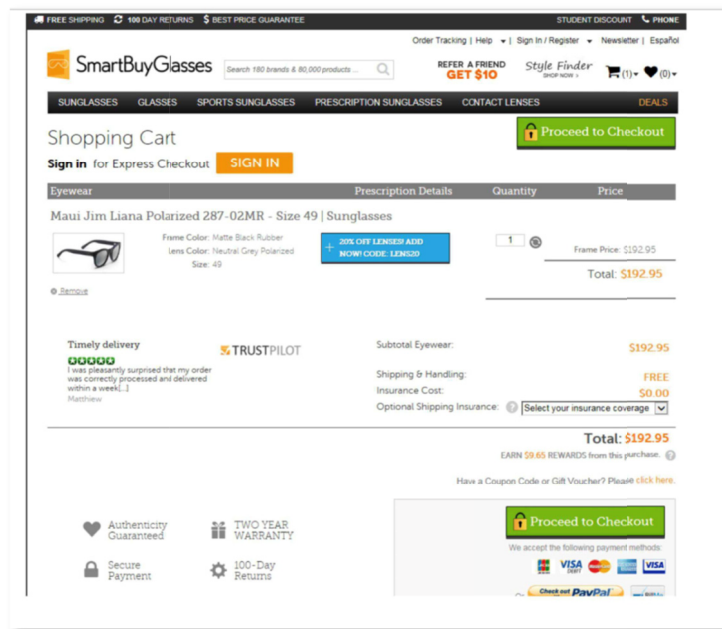 FREE SHIPPING 100 DAY RETURNS $ BEST PRICE GUARANTEE STUDENT DISCOUNT PHONE
Order Tracking | Help | Sign In / Register Newsletter | Español
SmartBuyGlasses
Search 180 brands & 80,000 products ...
REFER A FRIEND
GET $10
Style Finder
SHOP NOW >
(1) (0)
SUNGLASSES GLASSES SPORTS SUNGLASSES PRESCRIPTION SUNGLASSES CONTACT LENSES DEALS
Shopping Cart
Proceed to Checkout
Sign in for Express Checkout SIGN IN
Eyewear Prescription Details Quantity Price
Maui Jim Liana Polarized 287-02MR - Size 49 | Sunglasses
Frame Color: Matte Black Rubber
Lens Color: Neutral Grey Polarized
Size: 49
+ 20% OFF LENSES! ADD
NOW! CODE: LENS20
1
Frame Price: $192.95
Total: $192.95
Remove
Timely delivery
I was pleasantly surprised that my order
was correctly processed and delivered
within a week[...]
Matthiew
TRUSTPILOT
Subtotal Eyewear: $192.95
Shipping & Handling: FREE
Insurance Cost: $0.00
Optional Shipping Insurance: ? Select your insurance coverage
Total: $192.95
EARN $9.65 REWARDS from this purchase. ?
Have a Coupon Code or Gift Voucher? Please click here.
Authenticity
Guaranteed
TWO YEAR
WARRANTY
Secure
Payment
100-Day
Returns
Proceed to Checkout
We accept the following payment methods:
VISA
DEBIT
VISA
Or Check out PayPal